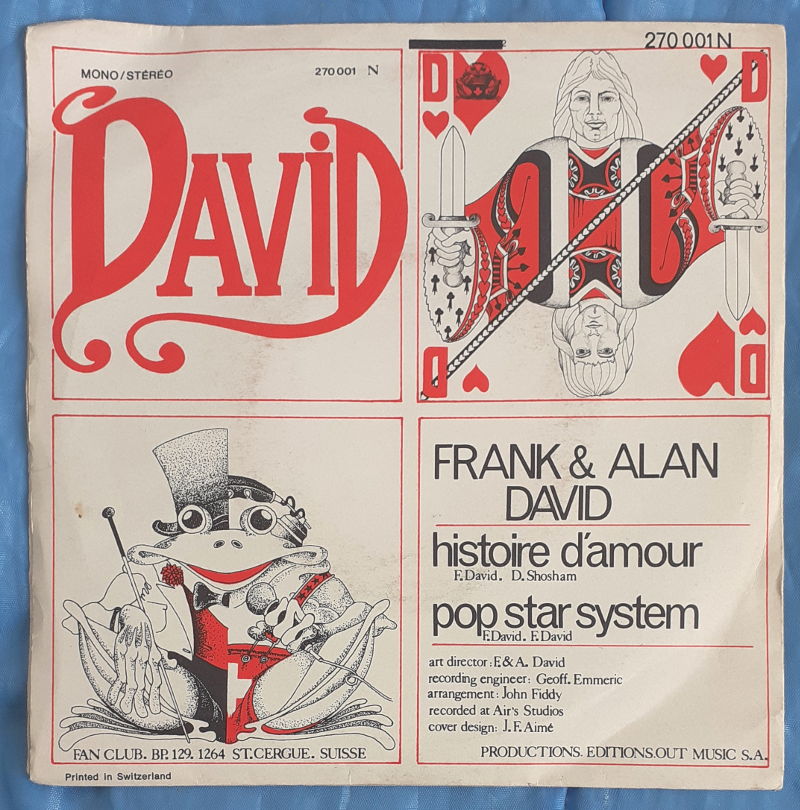 270 001 N
MONO/STÉRÉO
270 001 N
DAVID
D
D
D
D
FRANK & ALAN
DAVID
histoire d'amour
F. David. D. Shosham
pop star system
F. David. F. David
art director: F. & A. David
recording engineer: Geoff. Emmeric
arrangement: John Fiddy
recorded at Air's Studios
cover design: J. F. Aimé
PRODUCTIONS. EDITIONS. OUT MUSIC S.A.
FAN CLUB. BP. 129. 1264 ST. CERGUE. SUISSE
Printed in Switzerland